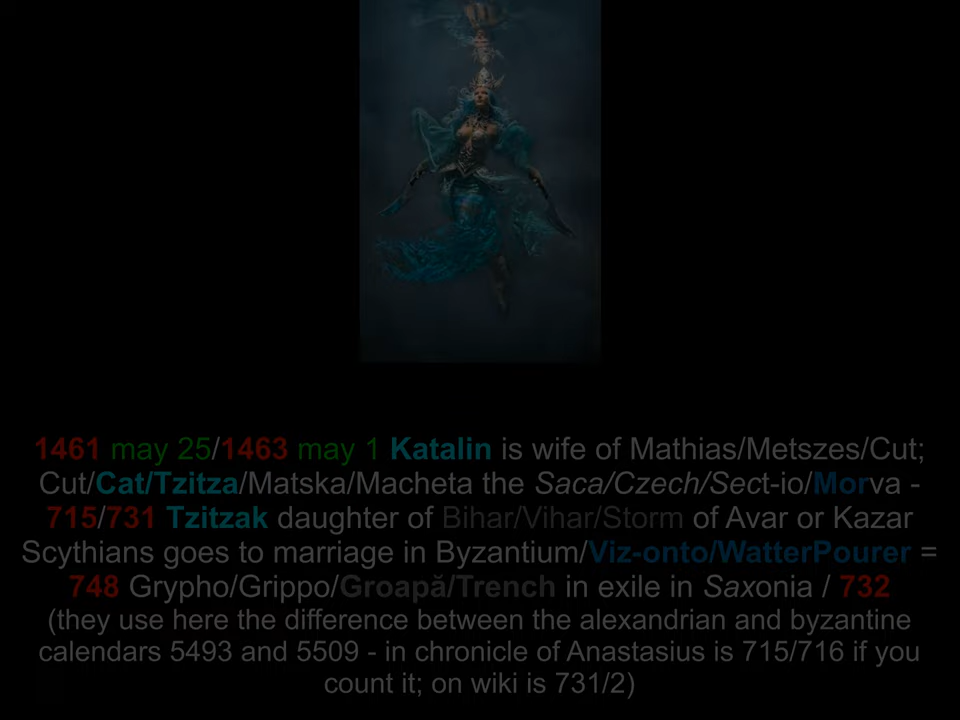 1461 may 25/1463 may 1 Katalin is wife of Mathias/Metszes/Cut;
Cut/Cat/Tzitza/Matska/Macheta the Saca/Czech/Sect-io/Morva -
715/731 Tzitzak daughter of Bihar/Vihar/Storm of Avar or Kazar
Scythians goes to marriage in Byzantium/Viz-onto/WatterPourer =
748 Grypho/Grippo/Groapă/Trench in exile in Saxonia / 732
(they use here the difference between the alexandrian and byzantine
calendars 5493 and 5509 - in chronicle of Anastasius is 715/716 if you
count it; on wiki is 731/2)